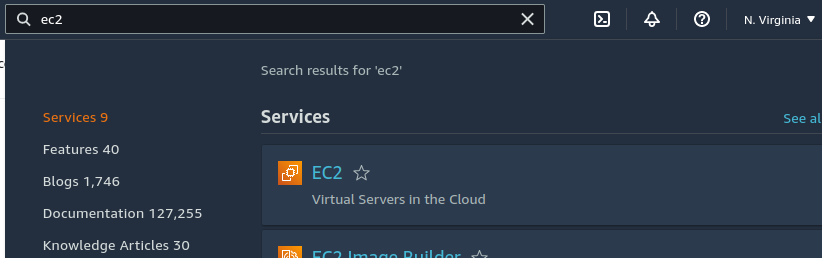 ec2
N. Virginia
Search results for 'ec2'
Services 9
Features 40
Blogs 1,746
Documentation 127,255
Knowledge Articles 30
Services
See al
EC2
Virtual Servers in the Cloud
EC2 Image Builder